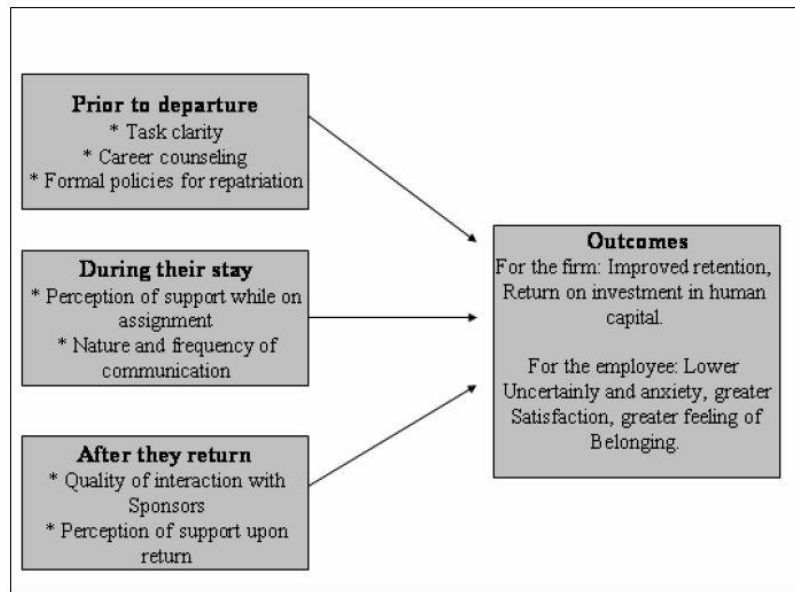 Prior to departure
* Task clarity
* Career counseling
* Formal policies for repatriation
During their stay
* Perception of support while on
assignment
* Nature and frequency of
communication
After they return
* Quality of interaction with
Sponsors
* Perception of support upon
return
Outcomes
For the firm: Improved retention,
Return on investment in human
capital.
For the employee: Lower
Uncertainly and anxiety, greater
Satisfaction, greater feeling of
Belonging.